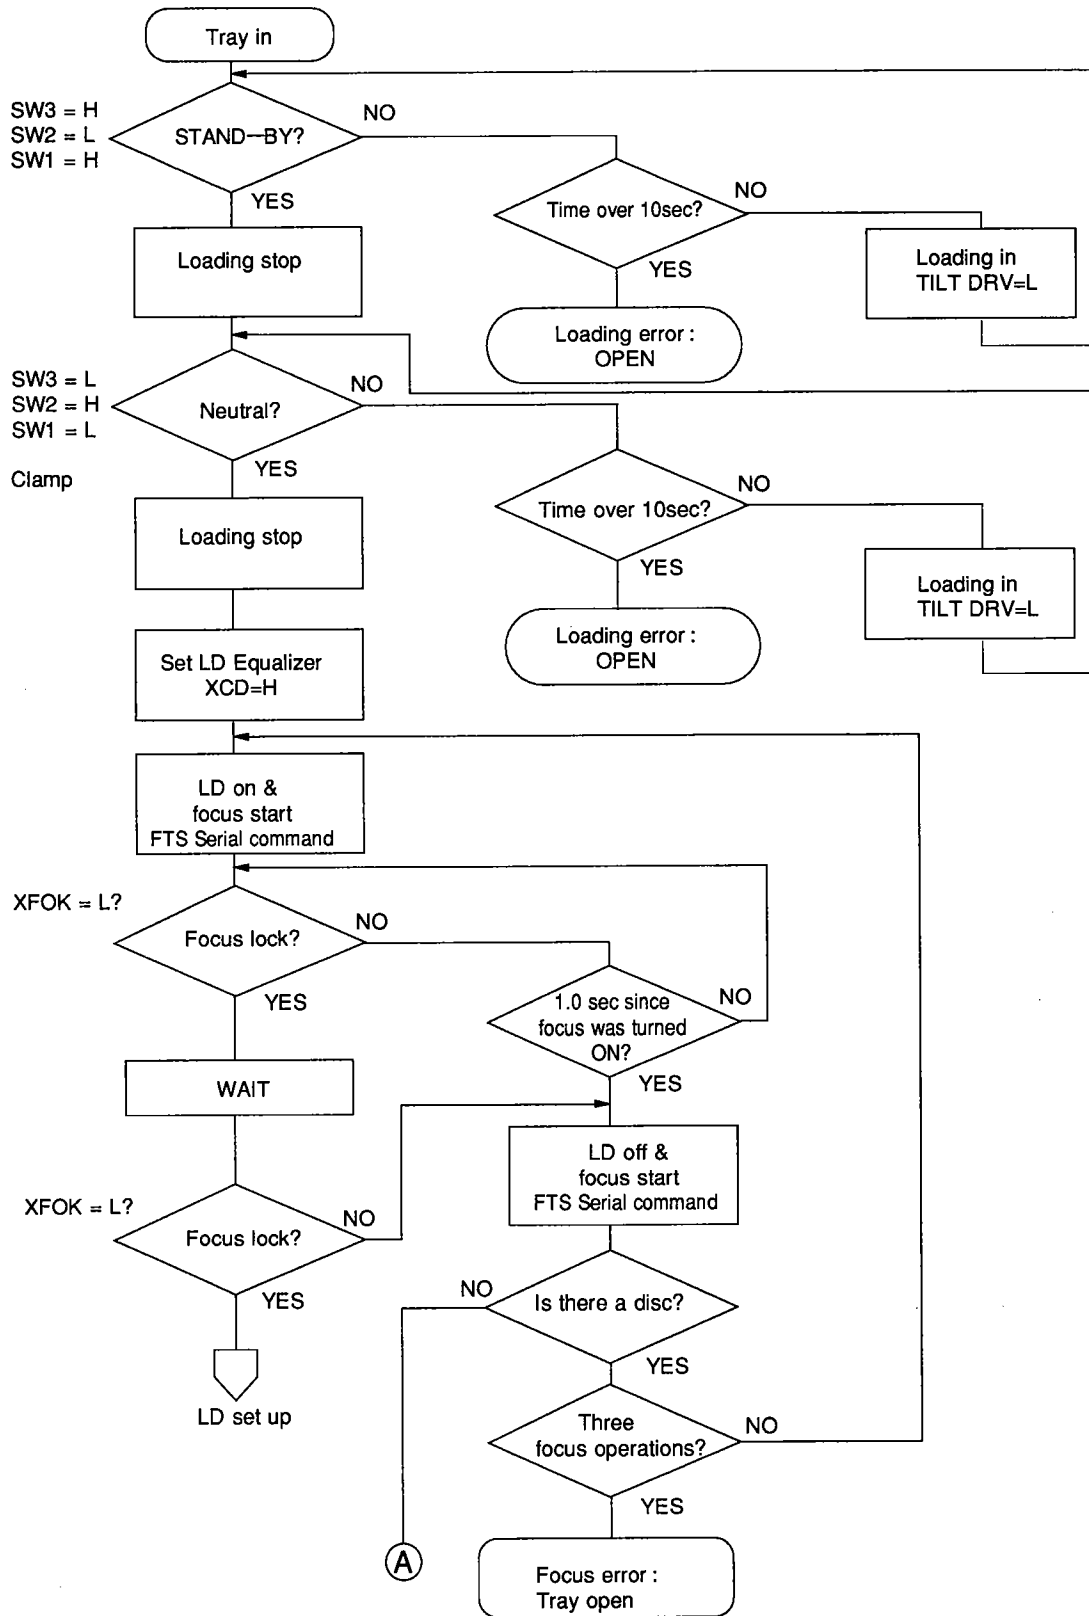 Tray in
SW3 = H
SW2 = L
SW1 = H
STAND-BY?
NO
YES
Time over 10sec?
NO
YES
Loading stop
Loading in
TILT DRV=L
Loading error :
OPEN
SW3 = L
SW2 = H
SW1 = L
Clamp
Neutral?
NO
YES
Time over 10sec?
NO
YES
Loading stop
Loading in
TILT DRV=L
Loading error :
OPEN
Set LD Equalizer
XCD=H
LD on &
focus start
FTS Serial command
XFOK = L?
Focus lock?
NO
YES
1.0 sec since
focus was turned
ON?
NO
YES
WAIT
LD off &
focus start
FTS Serial command
XFOK = L?
Focus lock?
NO
YES
NO
Is there a disc?
YES
LD set up
Three
focus operations?
NO
YES
A
Focus error :
Tray open